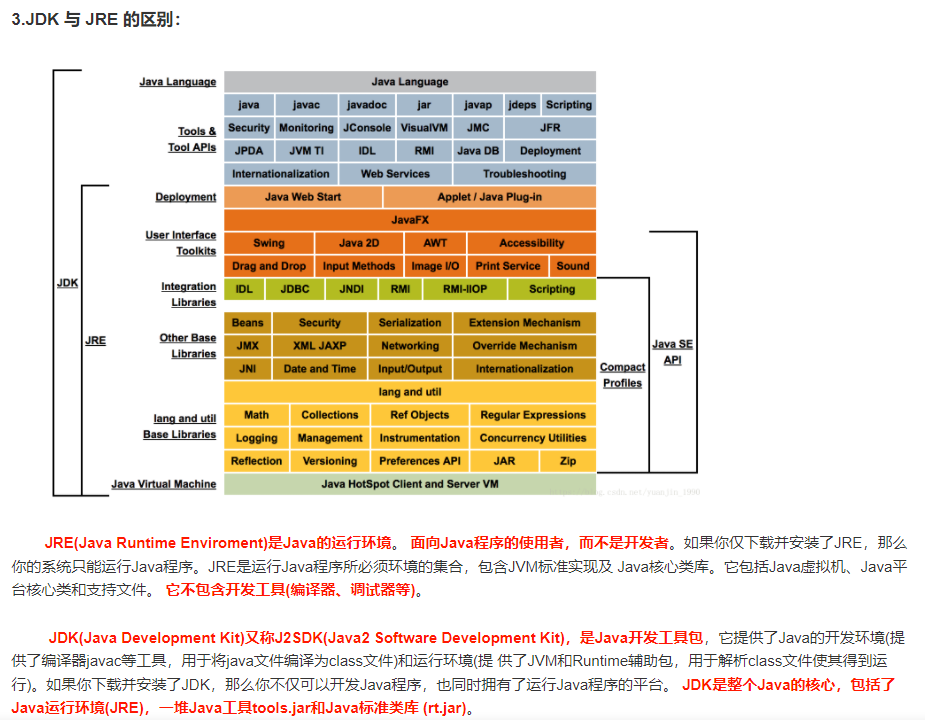 3.JDK 与 JRE 的区别：
Java Language Java Language
java javac javadoc jar javap jdeps Scripting
Tools & Tool APIs
Security Monitoring JConsole VisualVM JMC JFR
JPDA JVM TI IDL RMI Java DB Deployment
Internationalization Web Services Troubleshooting
Deployment Java Web Start Applet / Java Plug-in
JavaFX
User Interface Toolkits
Swing Java 2D AWT Accessibility
Drag and Drop Input Methods Image I/O Print Service Sound
Integration Libraries
IDL JDBC JNDI RMI RMI-IIOP Scripting
JDK
JRE
Other Base Libraries
Beans Security Serialization Extension Mechanism
JMX XML JAXP Networking Override Mechanism
JNI Date and Time Input/Output Internationalization
Java SE API
Compact Profiles
lang and util
lang and util Base Libraries
Math Collections Ref Objects Regular Expressions
Logging Management Instrumentation Concurrency Utilities
Reflection Versioning Preferences API JAR Zip
Java Virtual Machine Java HotSpot Client and Server VM
JRE(Java Runtime Enviroment)是Java的运行环境。 面向Java程序的使用者，而不是开发者。如果你仅下载并安装了JRE，那么
你的系统只能运行Java程序。JRE是运行Java程序所必须环境的集合，包含JVM标准实现及 Java核心类库。它包括Java虚拟机、Java平
台核心类和支持文件。 它不包含开发工具(编译器、调试器等)。
JDK(Java Development Kit)又称J2SDK(Java2 Software Development Kit)，是Java开发工具包，它提供了Java的开发环境(提
供了编译器javac等工具，用于将java文件编译为class文件)和运行环境(提 供了JVM和Runtime辅助包，用于解析class文件使其得到运
行)。如果你下载并安装了JDK，那么你不仅可以开发Java程序，也同时拥有了运行Java程序的平台。 JDK是整个Java的核心，包括了
Java运行环境(JRE)，一堆Java工具tools.jar和Java标准类库 (rt.jar)。